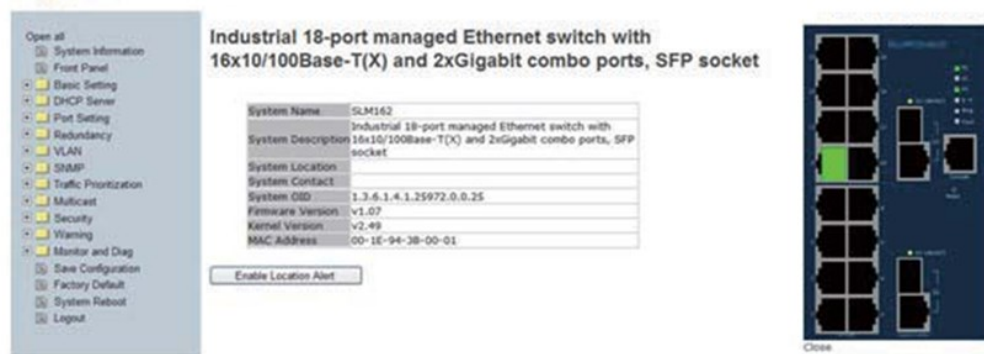 Open all
System Information
Front Panel
Basic Setting
DHCP Server
Port Setting
Redundancy
VLAN
SNMP
Traffic Prioritization
Multicast
Security
Warning
Monitor and Diag
Save Configuration
Factory Default
System Reboot
Logout
Industrial 18-port managed Ethernet switch with
16x10/100Base-T(X) and 2xGigabit combo ports, SFP socket
System Name SLM162
System Description Industrial 18-port managed Ethernet switch with
16x10/100Base-T(X) and 2xGigabit combo ports, SFP
socket
System Location
System Contact
System OID 1.3.6.1.4.1.25972.0.0.25
Firmware Version v1.07
Kernel Version v2.49
MAC Address 00-1E-94-3B-00-01
Enable Location Alert
Close